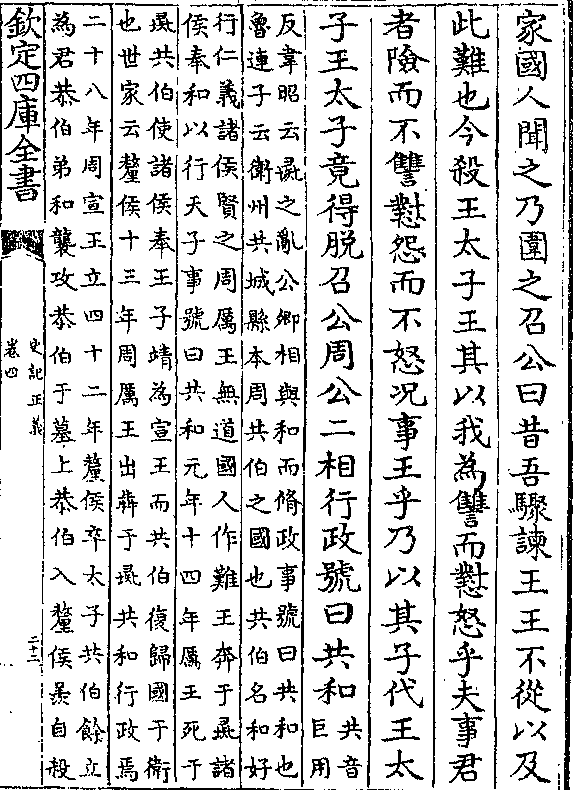 家國人聞之乃圍之召公曰昔吾驟諫王王不從以及
此難也今殺王太子王其以我為讐而懟怒乎夫事君
者險而不讐懟怨而不怒况事王乎乃以其子代王太
子王太子竟得脱召公周公二相行政號曰共和共音
巨用
反韋昭云彘之亂公卿相與和而脩政事號曰共和也
魯連子云衛州共城縣本周共伯之國也共伯名和好
行仁義諸侯賢之周厲王無道國人作難王奔于彘諸
侯奉和以行天子事號曰共和元年十四年厲王死于
彘共伯使諸侯奉王子靖為宣王而共伯復歸國于衛
也世家云釐侯十三年周厲王出犇于彘共和行政焉
二十八年周宣王立四十二年釐侯卒太子共伯餘立
為君恭伯弟和襲攻恭伯于墓上恭伯入釐侯羨自殺
欽定四庫全書
史記正義
卷四
二十二